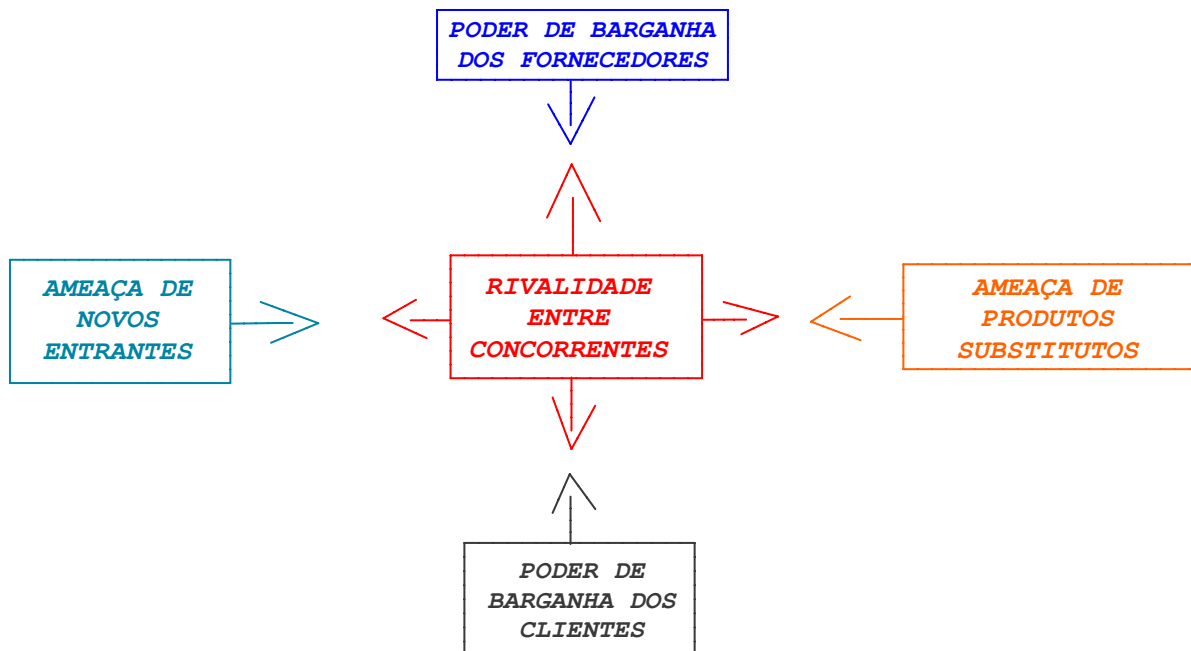 PODER DE BARGANHA
DOS FORNECEDORES
AMEAÇA DE
NOVOS
ENTRANTES
RIVALIDADE
ENTRE
CONCORRENTES
AMEAÇA DE
PRODUTOS
SUBSTITUTOS
PODER DE
BARGANHA DOS
CLIENTES